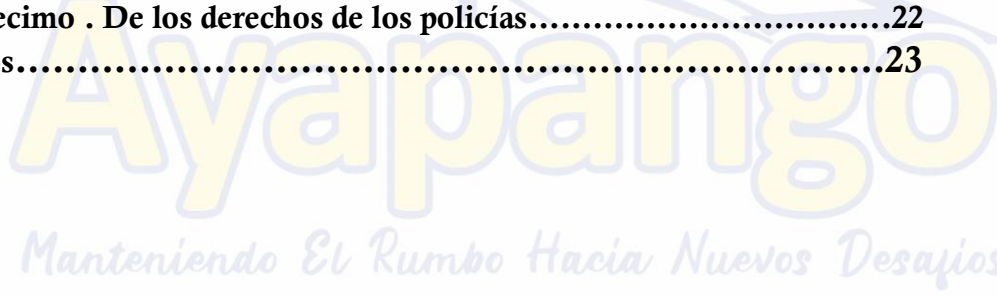 ecimo . De los derechos de los policías……………………………22
s……………………………………………………………….23
Ayapango
Manteniendo El Rumbo Hacia Nuevos Desafíos